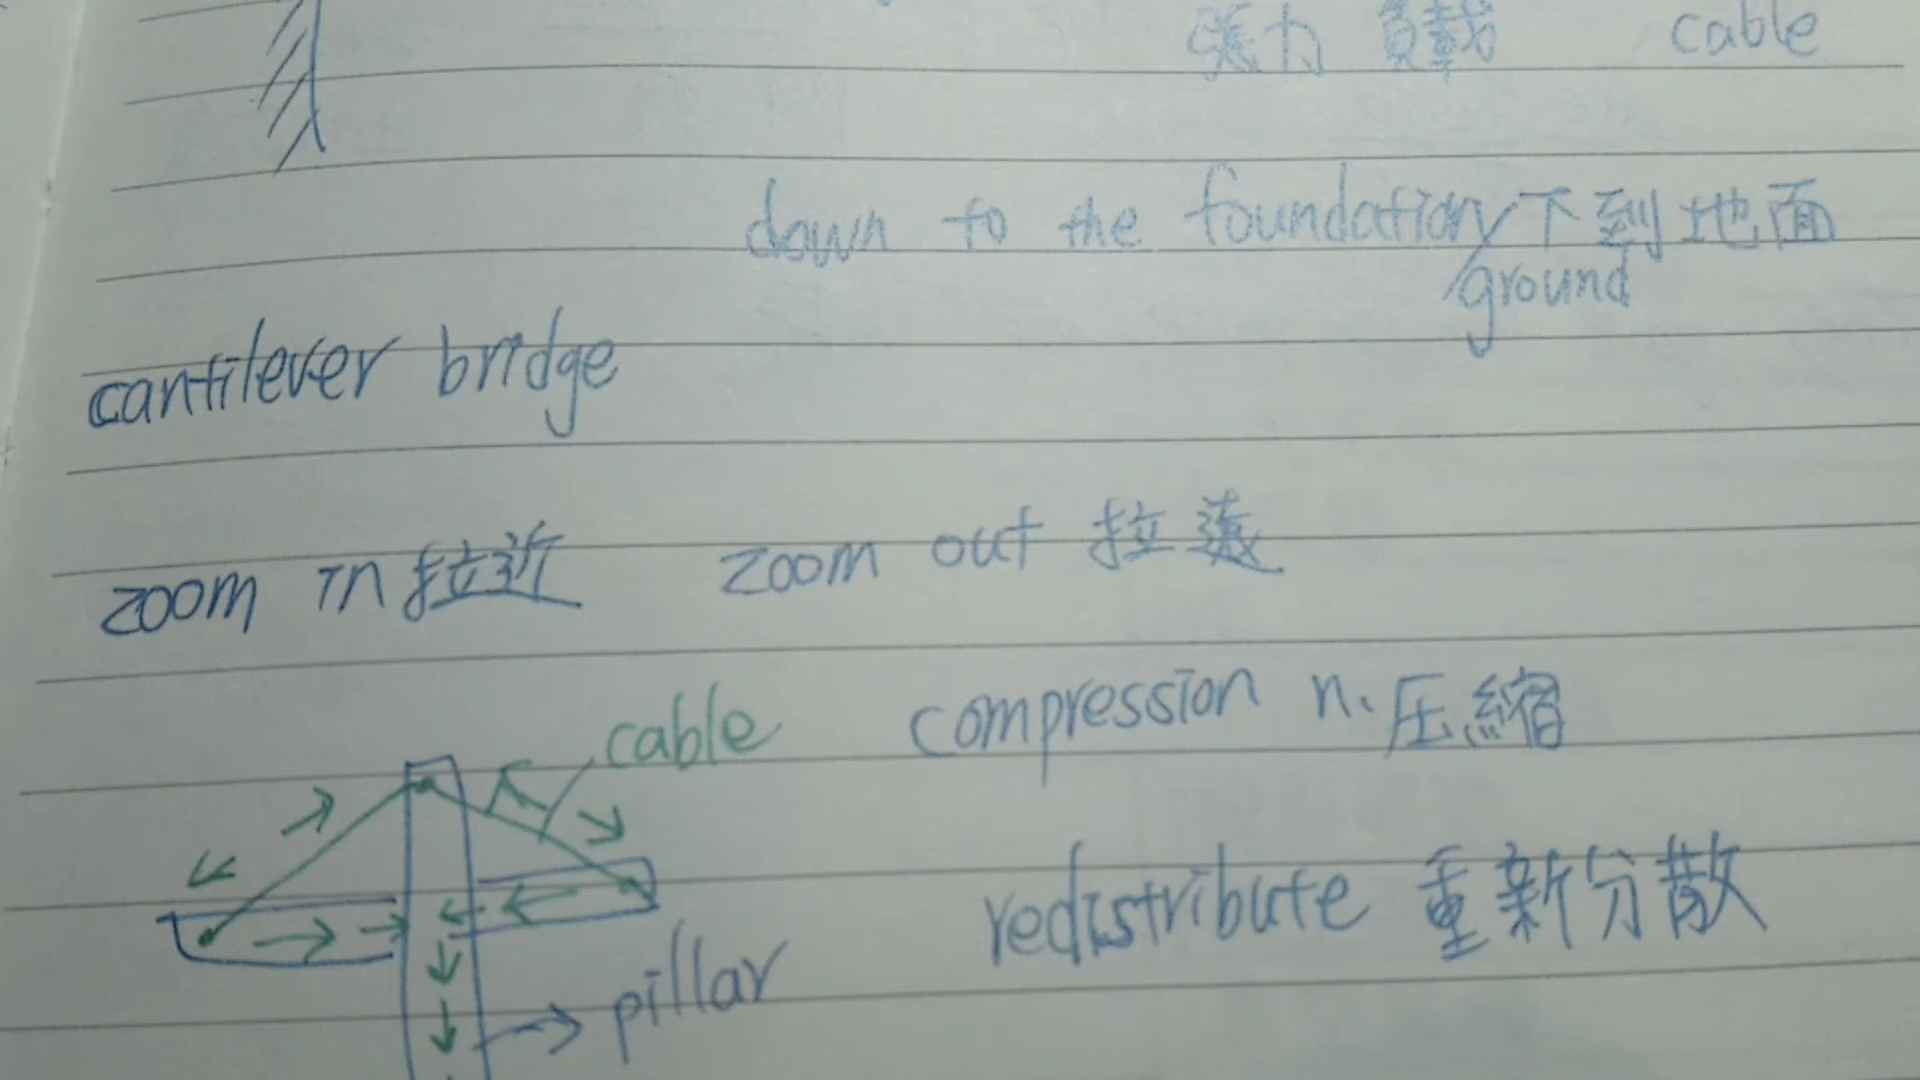 張力 負載 cable
down to the foundation/下到地面
ground
cantilever bridge
zoom in 拉近 zoom out 拉遠
cable compression n. 压縮
redistribute 重新分散
pillar